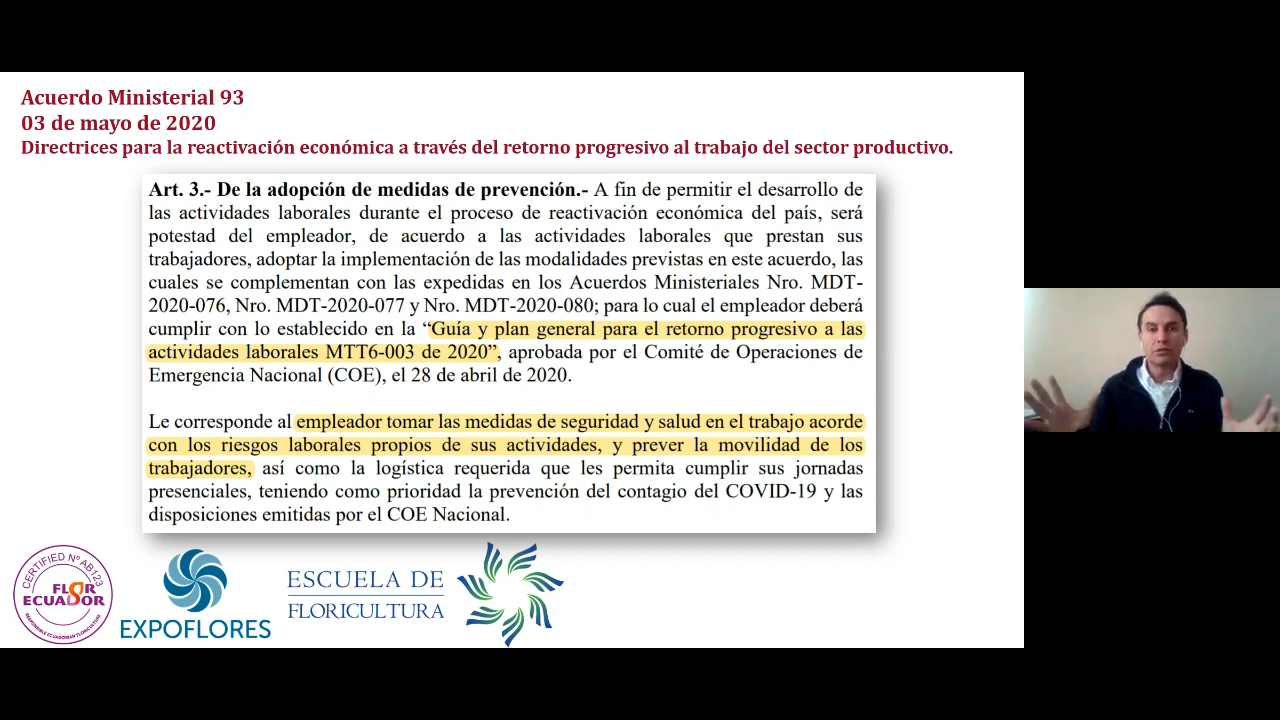 Acuerdo Ministerial 93
03 de mayo de 2020
Directrices para la reactivación económica a través del retorno progresivo al trabajo del sector productivo.
Art. 3.- De la adopción de medidas de prevención.- A fin de permitir el desarrollo de
las actividades laborales durante el proceso de reactivación económica del país, será
potestad del empleador, de acuerdo a las actividades laborales que prestan sus
trabajadores, adoptar la implementación de las modalidades previstas en este acuerdo, las
cuales se complementan con las expedidas en los Acuerdos Ministeriales Nro. MDT-
2020-076, Nro. MDT-2020-077 y Nro. MDT-2020-080; para lo cual el empleador deberá
cumplir con lo establecido en la “Guía y plan general para el retorno progresivo a las
actividades laborales MTT6-003 de 2020”, aprobada por el Comité de Operaciones de
Emergencia Nacional (COE), el 28 de abril de 2020.
Le corresponde al empleador tomar las medidas de seguridad y salud en el trabajo acorde
con los riesgos laborales propios de sus actividades, y prever la movilidad de los
trabajadores, así como la logística requerida que les permita cumplir sus jornadas
presenciales, teniendo como prioridad la prevención del contagio del COVID-19 y las
disposiciones emitidas por el COE Nacional.
CERTIFIED Nº AB123
FLOR
ECUADOR
RESPONSIBLE ECUADORIAN FLORICULTURE
EXPOFLORES
ESCUELA DE
FLORICULTURA